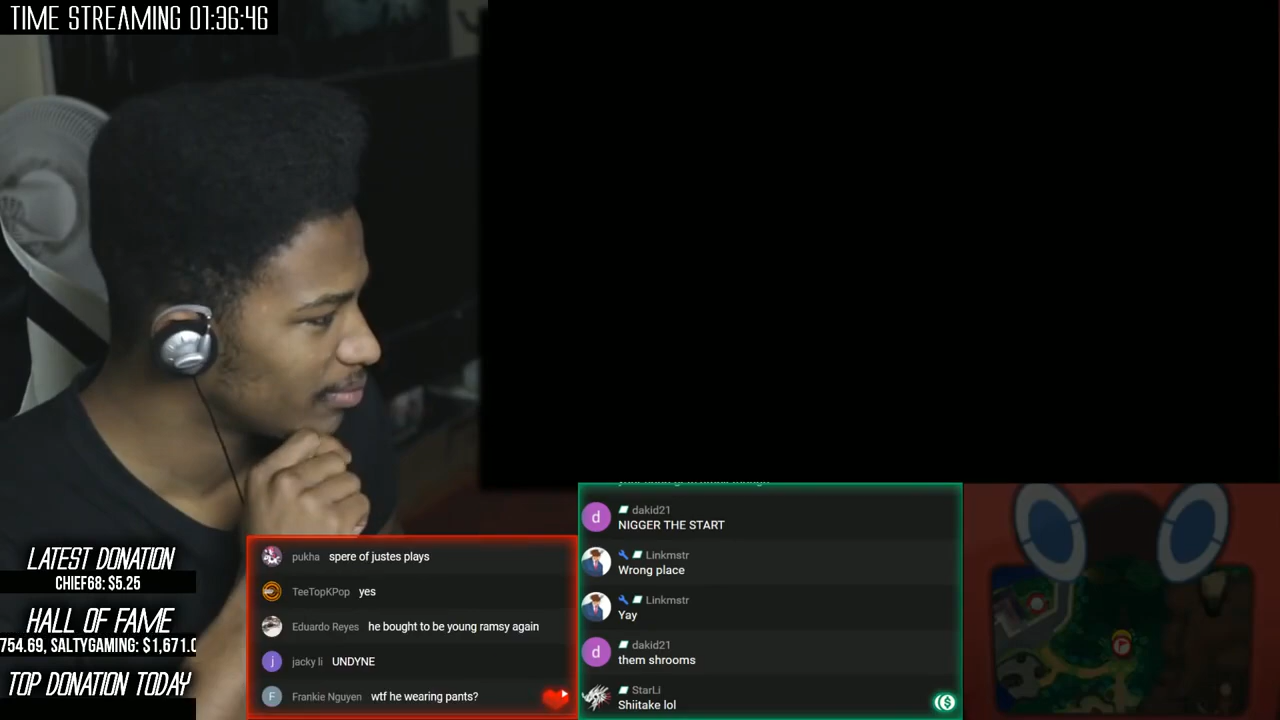 TIME STREAMING 01:36:46
LATEST DONATION
CHIEF68: $5.25
HALL OF FAME
754.69, SALTYGAMING: $1,671.0
TOP DONATION TODAY
pukha spere of justes plays
TeeTopKPop yes
Eduardo Reyes he bought to be young ramsy again
jacky li UNDYNE
Frankie Nguyen wtf he wearing pants?
d dakid21
NIGGER THE START
Linkmstr
Wrong place
Linkmstr
Yay
d dakid21
them shrooms
StarLi
Shiitake lol